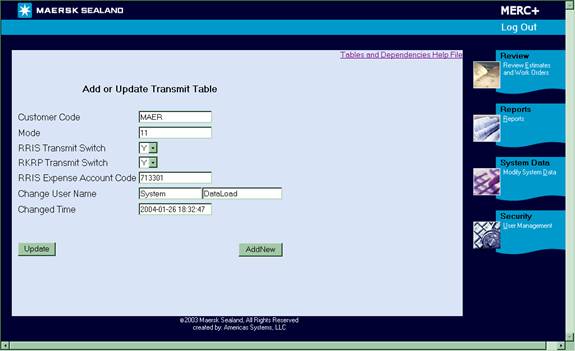 MAERSK SEALAND
MERC+
Log Out
Tables and Dependencies Help File
Add or Update Transmit Table
Customer Code MAER
Mode 11
RRIS Transmit Switch Y
RKRP Transmit Switch Y
RRIS Expense Account Code 713301
Change User Name System DataLoad
Changed Time 2004-01-26 18:32:47
Update AddNew
Review
Review Estimates
and Work Orders
Reports
Reports
System Data
Modify System Data
Security
User Management
©2003 Maersk Sealand, All Rights Reserved
created by: Americas Systems, LLC